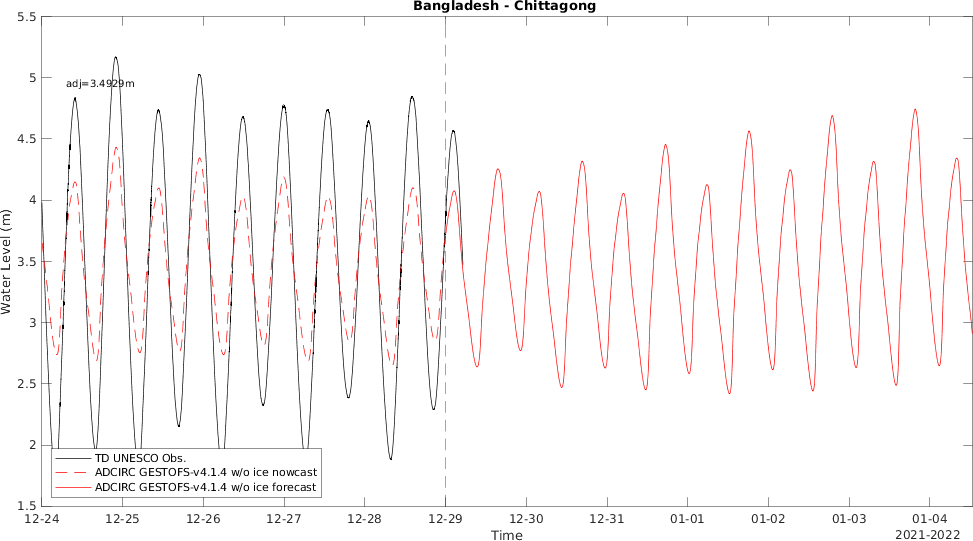 Bangladesh - Chittagong
5.5
5
4.5
4
3.5
3
2.5
2
1.5
Water Level (m)
adj=3.4929m
TD UNESCO Obs.
ADCIRC GESTOFS-v4.1.4 w/o ice nowcast
ADCIRC GESTOFS-v4.1.4 w/o ice forecast
12-24 12-25 12-26 12-27 12-28 12-29 12-30 12-31 01-01 01-02 01-03 01-04
Time
2021-2022